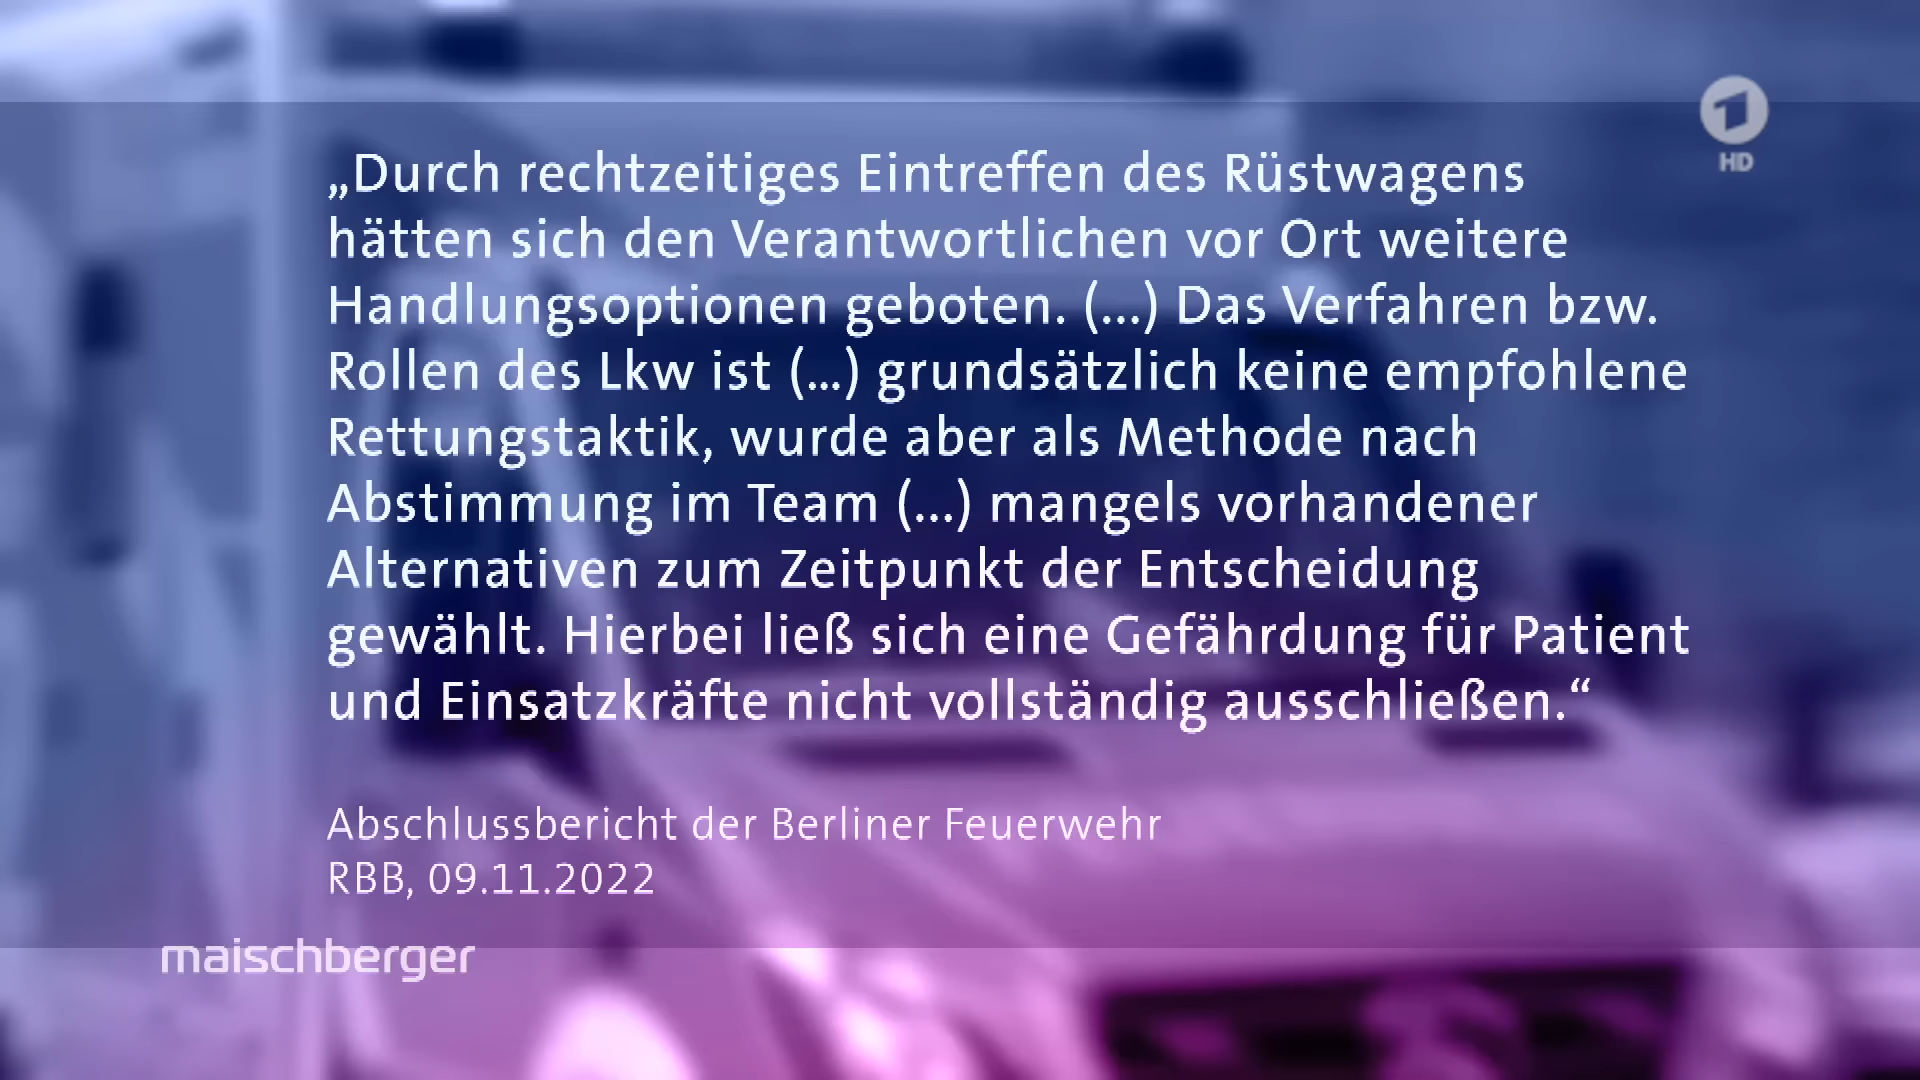 „Durch rechtzeitiges Eintreffen des Rüstwagens
hätten sich den Verantwortlichen vor Ort weitere
Handlungsoptionen geboten. (...) Das Verfahren bzw.
Rollen des Lkw ist (...) grundsätzlich keine empfohlene
Rettungstaktik, wurde aber als Methode nach
Abstimmung im Team (...) mangels vorhandener
Alternativen zum Zeitpunkt der Entscheidung
gewählt. Hierbei ließ sich eine Gefährdung für Patient
und Einsatzkräfte nicht vollständig ausschließen.“
Abschlussbericht der Berliner Feuerwehr
RBB, 09.11.2022
maischberger
1
HD